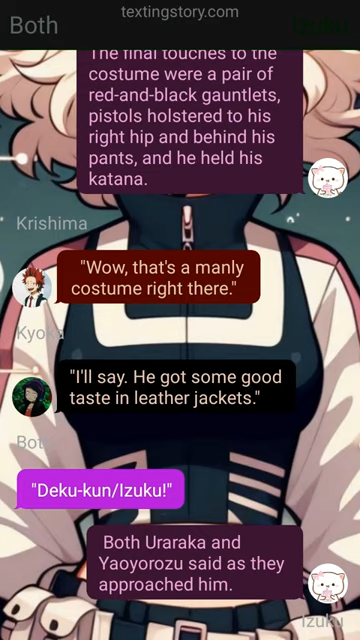 textingstory.com
Both
Izuku
The final touches to the
costume were a pair of
red-and-black gauntlets,
pistols holstered to his
right hip and behind his
pants, and he held his
katana.
Krishima
"Wow, that's a manly
costume right there."
Kyoka
"I'll say. He got some good
taste in leather jackets."
Both
"Deku-kun/Izuku!"
Both Uraraka and
Yaoyorozu said as they
approached him.
Izuku